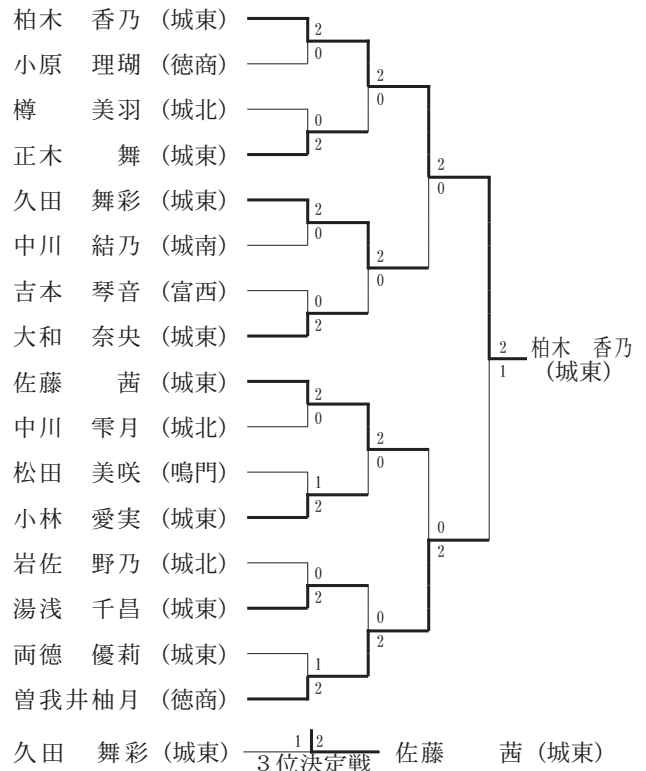 柏木　香乃（城東）
2
小原　理瑚（徳商）
0
2
0
樽　　美羽（城北）
0
正木　　舞（城東）
2
2
0
久田　舞彩（城東）
2
中川　結乃（城南）
0
2
0
吉本　琴音（富西）
0
大和　奈央（城東）
2
2 柏木　香乃
1 （城東）
佐藤　　茜（城東）
2
中川　雫月（城北）
0
2
0
松田　美咲（鳴門）
1
小林　愛実（城東）
2
0
2
岩佐　野乃（城北）
0
湯浅　千昌（城東）
2
0
2
両德　優莉（城東）
1
曽我井柚月（徳商）
2
久田　舞彩（城東） 1 2 佐藤　　茜（城東）
３位決定戦